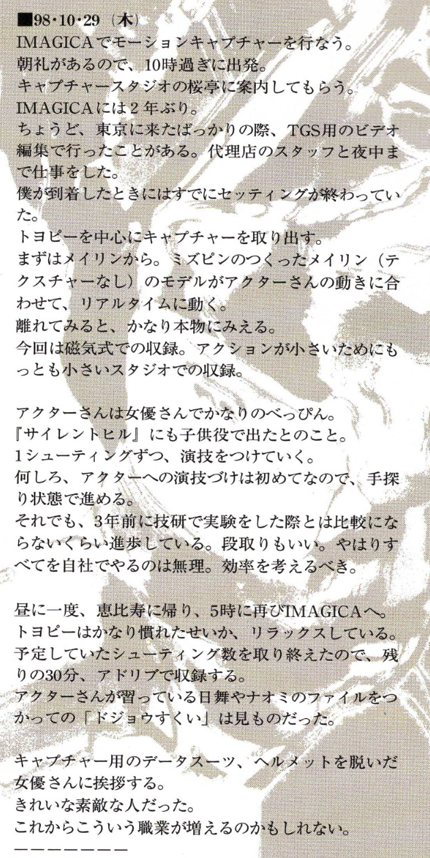 ■98・10・29（木）
IMAGICAでモーションキャプチャーを行なう。
朝礼があるので、10時過ぎに出発。
キャプチャースタジオの桜亭に案内してもらう。
IMAGICAには2年ぶり。
ちょうど、東京に来たばっかりの際、TGS用のビデオ
編集で行ったことがある。代理店のスタッフと夜中ま
で仕事をした。
僕が到着したときにはすでにセッティングが終わってい
た。
トヨピーを中心にキャプチャーを取り出す。
まずはメイリンから。ミズピンのつくったメイリン（テ
クスチャーなし）のモデルがアクターさんの動きに合
わせて、リアルタイムに動く。
離れてみると、かなり本物にみえる。
今回は磁気式での収録。アクションが小さいためにも
っとも小さいスタジオでの収録。
アクターさんは女優さんでかなりのべっぴん。
『サイレントヒル』にも子供役で出たとのこと。
1シューティングずつ、演技をつけていく。
何しろ、アクターへの演技づけは初めてなので、手探
り状態で進める。
それでも、3年前に技研で実験をした際とは比較にな
らないくらい進歩している。段取りもいい。やはりす
べてを自社でやるのは無理。効率を考えるべき。
昼に一度、恵比寿に帰り、5時に再びIMAGICAへ。
トヨピーはかなり慣れたせいか、リラックスしている。
予定していたシューティング数を取り終えたので、残
りの30分、アドリブで収録する。
アクターさんが習っている日舞やナオミのファイルをつ
かっての「ドジョウすくい」は見ものだった。
キャプチャー用のデータスーツ、ヘルメットを脱いだ
女優さんに挨拶する。
きれいな素敵な人だった。
これからこういう職業が増えるのかもしれない。
－－－－－－－